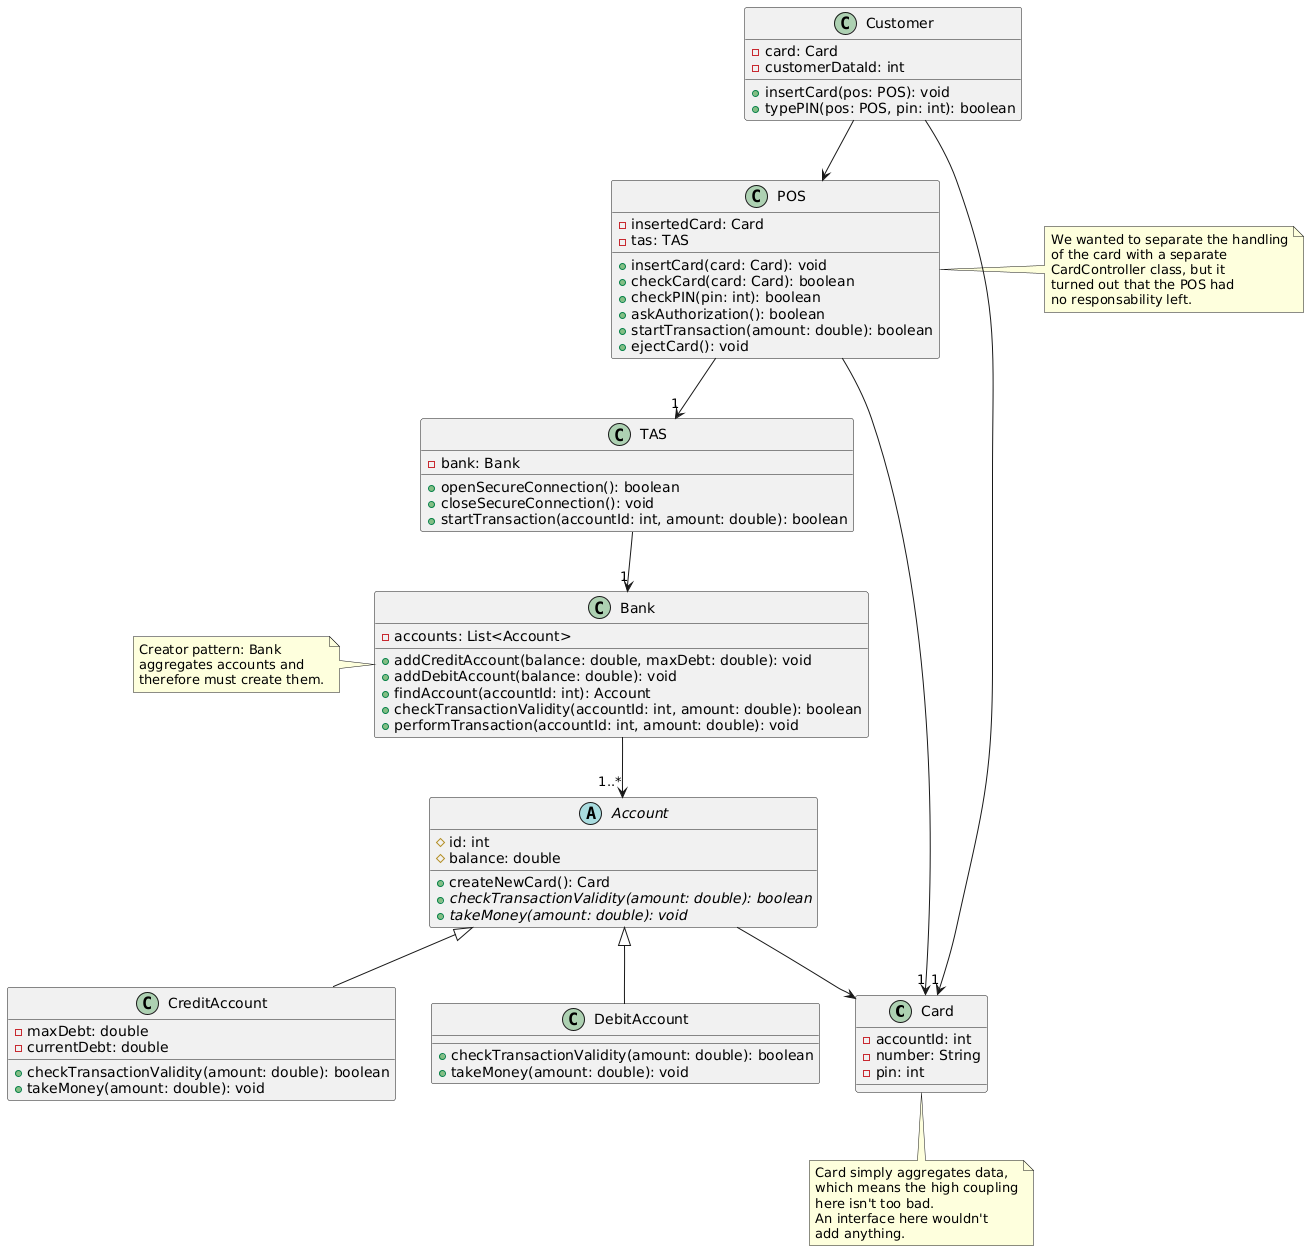 C Customer
card: Card
customerDataId: int
insertCard(pos: POS): void
typePIN(pos: POS, pin: int): boolean
C POS
insertedCard: Card
tas: TAS
insertCard(card: Card): void
checkCard(card: Card): boolean
checkPIN(pin: int): boolean
askAuthorization(): boolean
startTransaction(amount: double): boolean
ejectCard(): void
We wanted to separate the handling
of the card with a separate
CardController class, but it
turned out that the POS had
no responsability left.
1
C TAS
bank: Bank
openSecureConnection(): boolean
closeSecureConnection(): void
startTransaction(accountId: int, amount: double): boolean
1
C Bank
accounts: List<Account>
addCreditAccount(balance: double, maxDebt: double): void
addDebitAccount(balance: double): void
findAccount(accountId: int): Account
checkTransactionValidity(accountId: int, amount: double): boolean
performTransaction(accountId: int, amount: double): void
Creator pattern: Bank
aggregates accounts and
therefore must create them.
1..*
A Account
id: int
balance: double
createNewCard(): Card
checkTransactionValidity(amount: double): boolean
takeMoney(amount: double): void
C CreditAccount
maxDebt: double
currentDebt: double
checkTransactionValidity(amount: double): boolean
takeMoney(amount: double): void
C DebitAccount
checkTransactionValidity(amount: double): boolean
takeMoney(amount: double): void
1 1
C Card
accountId: int
number: String
pin: int
Card simply aggregates data,
which means the high coupling
here isn't too bad.
An interface here wouldn't
add anything.